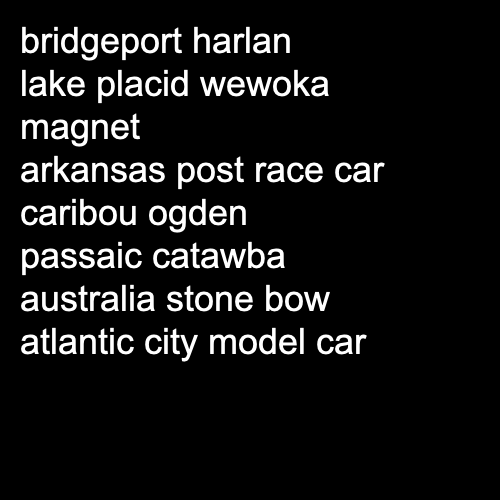 bridgeport harlan
lake placid wewoka
magnet
arkansas post race car
caribou ogden
passaic catawba
australia stone bow
atlantic city model car